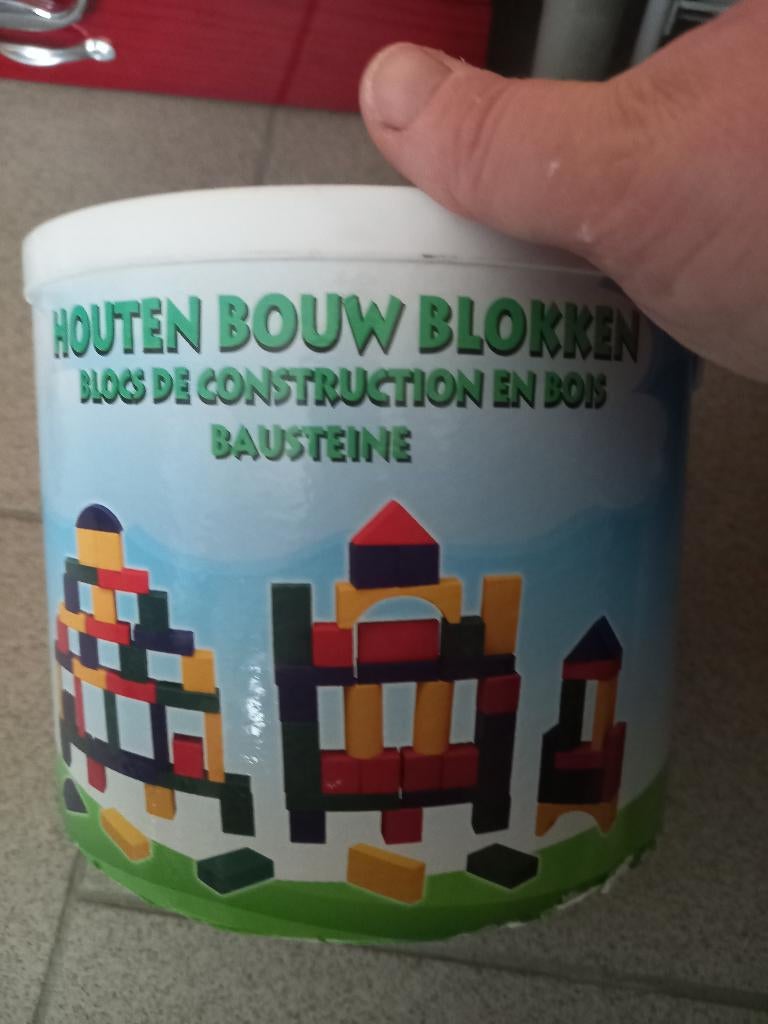 HOUTEN BOUW BLOKKEN
BLOCS DE CONSTRUCTION EN BOIS
BAUSTEINE